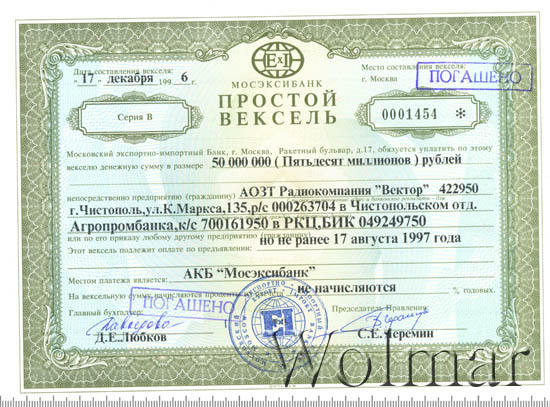 Дата составления векселя:
"17" декабря 1996 г.
Место составления векселя:
г. Москва
ПОГАШЕНО
ExI
МОСЭКСИБАНК
ПРОСТОЙ
ВЕКСЕЛЬ
Серия В
0001454 *
Московский экспортно-импортный Банк, г. Москва, Ракетный бульвар, д.17, обязуется уплатить по этому
векселю денежную сумму в размере 50 000 000 ( Пятьдесят миллионов ) рублей
непосредственно предприятию (гражданину) АОЗТ Радиокомпания "Вектор" 422950
г.Чистополь,ул.К.Маркса,135,р/с 000263704 в Чистопольском отд.
Агропромбанка,к/с 700161950 в РКЦ,БИК 049249750
или по его приказу любому другому предприятию (гражданину)
Этот вексель подлежит оплате по предъявлении: но не ранее 17 августа 1997 года
Местом платежа является: АКБ "Мосэксибанк"
На вексельную сумму начисляются проценты не начисляются % годовых.
ПОГАШЕНО
Главный бухгалтер:
Председатель Правления:
Д.Е.Любков
С.Е.Черемин
Wolmar